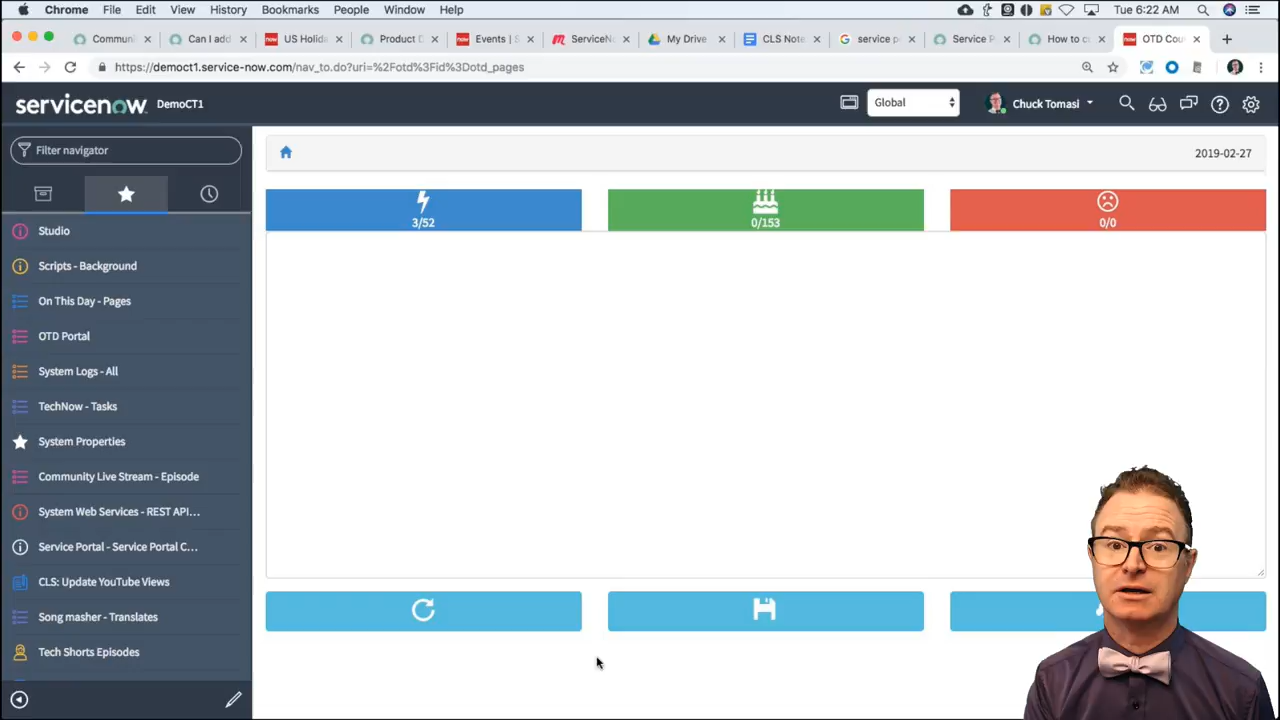 Chrome File Edit View History Bookmarks People Window Help Tue 6:22 AM
Communi Can I add US Holida Product D Events | S ServiceNo My Drive CLS Note service p Service P How to cu OTD Cou
https://democt1.service-now.com/nav_to.do?uri=%2Fotd%3Fid%3Dotd_pages
servicenow DemoCT1 Global Chuck Tomasi
Filter navigator
2019-02-27
3/52 0/153 0/0
Studio
Scripts - Background
On This Day - Pages
OTD Portal
System Logs - All
TechNow - Tasks
System Properties
Community Live Stream - Episode
System Web Services - REST API...
Service Portal - Service Portal C...
CLS: Update YouTube Views
Song masher - Translates
Tech Shorts Episodes